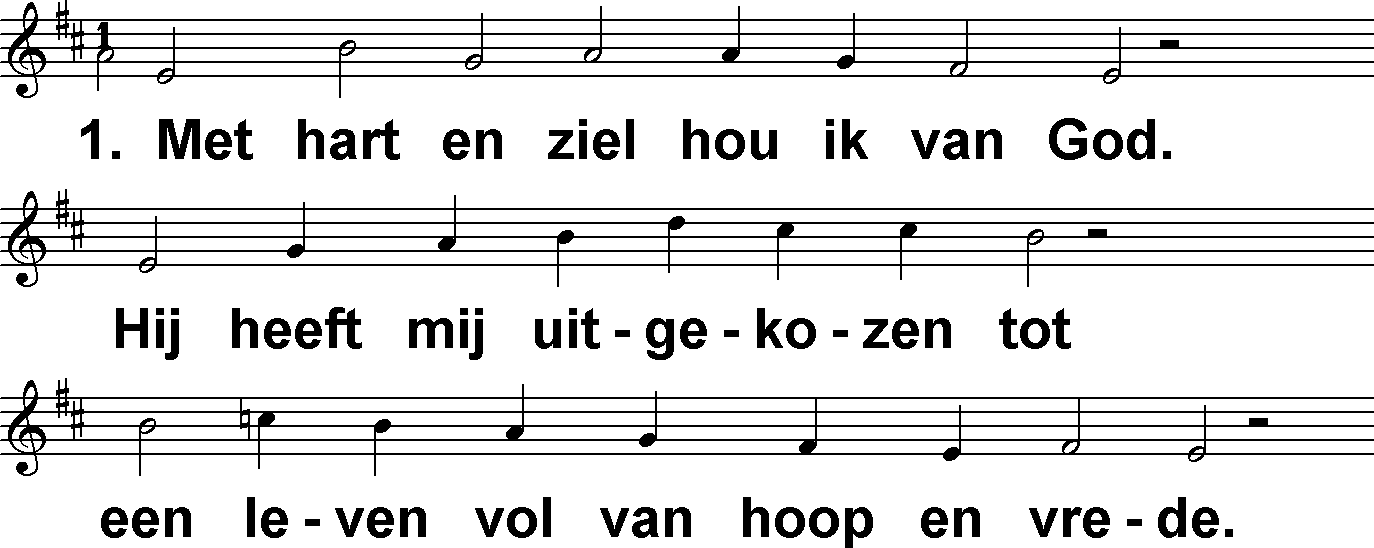 1
1. Met hart en ziel hou ik van God.
Hij heeft mij uit - ge - ko - zen tot
een le - ven vol van hoop en vre - de.